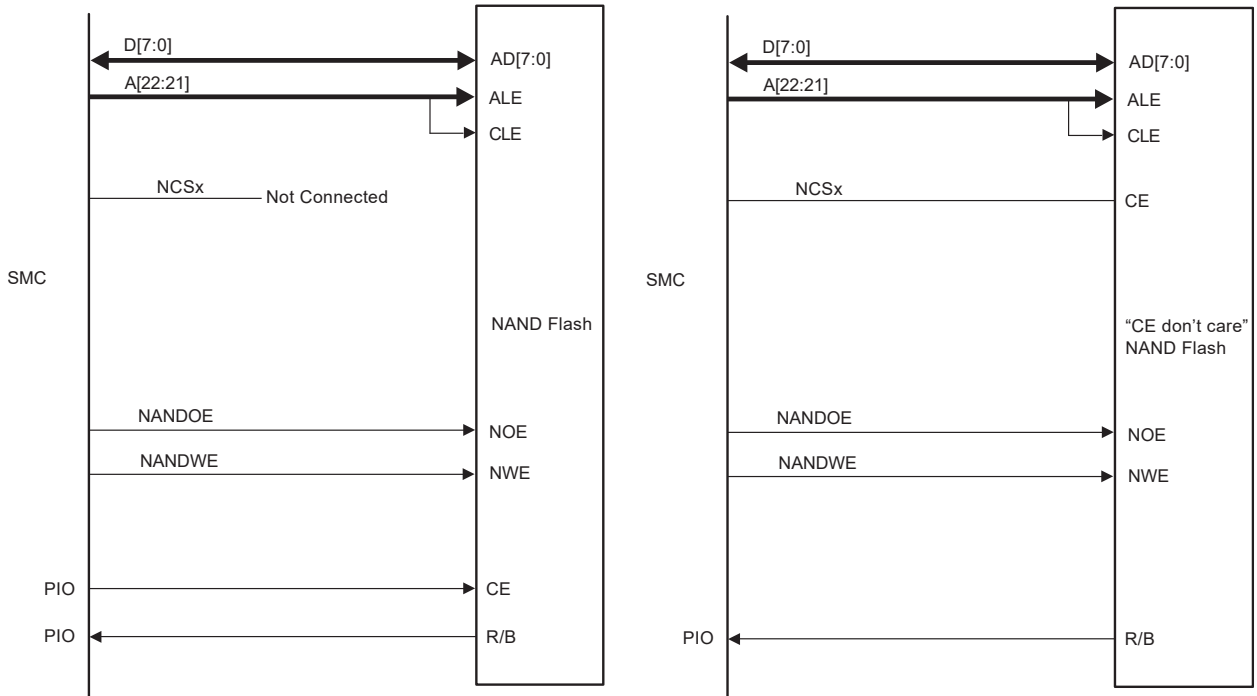 D[7:0]
AD[7:0]
A[22:21]
ALE
CLE
NCSx
Not Connected
SMC
NAND Flash
NANDOE
NOE
NANDWE
NWE
PIO
CE
PIO
R/B
D[7:0]
AD[7:0]
A[22:21]
ALE
CLE
NCSx
CE
SMC
“CE don’t care”
NAND Flash
NANDOE
NOE
NANDWE
NWE
PIO
R/B